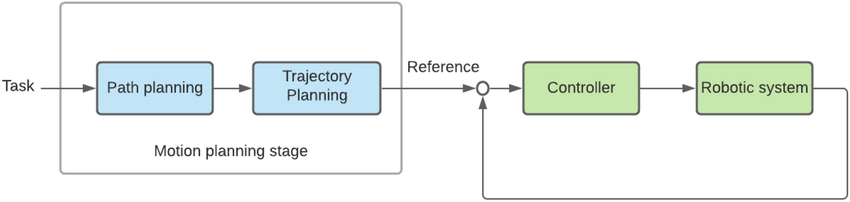 Task
Path planning
Trajectory
Planning
Motion planning stage
Reference
Controller
Robotic system